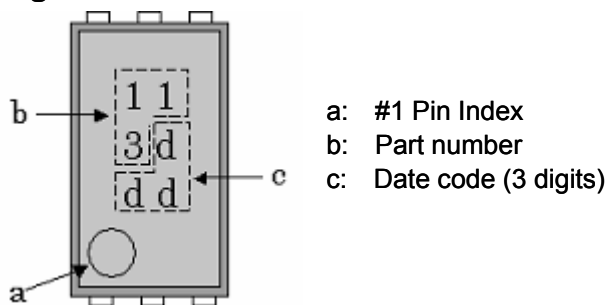 1 1
b
3 d
c
d d
a
a: #1 Pin Index
b: Part number
c: Date code (3 digits)